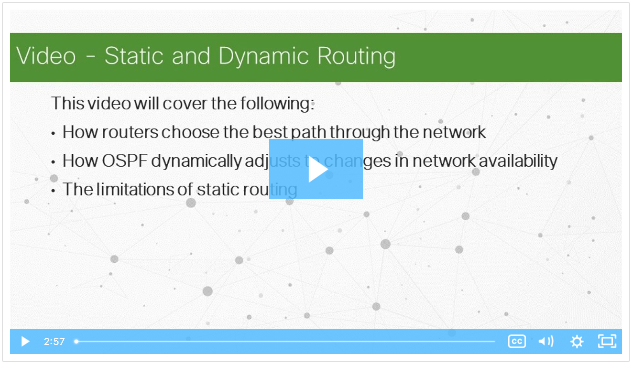 Video - Static and Dynamic Routing
This video will cover the following:
• How routers choose the best path through the network
• How OSPF dynamically adjusts to changes in network availability
• The limitations of static routing
2:57
CC